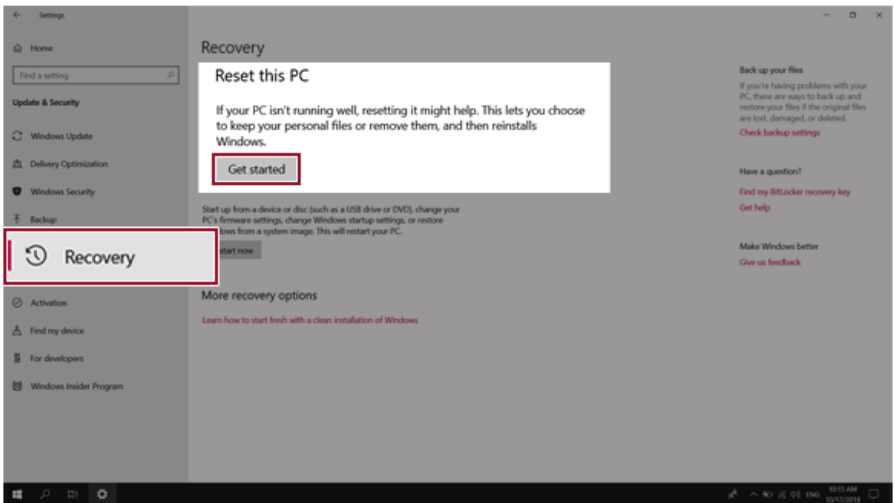 Settings
Home
Find a setting
Update & Security
Windows Update
Delivery Optimization
Windows Security
Backup
Recovery
Activation
Find my device
For developers
Windows Insider Program
Recovery
Reset this PC
If your PC isn't running well, resetting it might help. This lets you choose
to keep your personal files or remove them, and then reinstalls
Windows.
Get started
Start up from a device or disc (such as a USB drive or DVD), change your
PC's firmware settings, change Windows startup settings, or restore
from a system image. This will restart your PC.
now
More recovery options
Learn how to start fresh with a clean installation of Windows
Back up your files
If you're having problems with your
PC, there are ways to back up and
restore your files if the original files
are lost, damaged, or deleted.
Check backup settings
Have a question?
Find my BitLocker recovery key
Get help
Make Windows better
Give us feedback
ENG
10:15 AM
10/17/2018